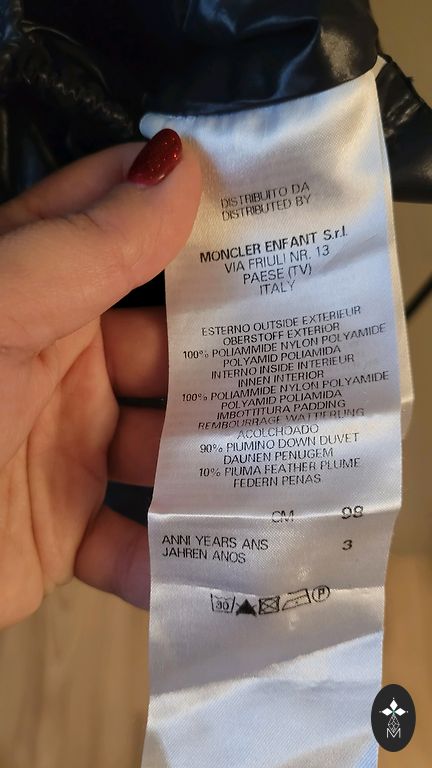 DISTRIBUITO DA
DISTRIBUTED BY
MONCLER ENFANT S.r.l.
VIA FRIULI NR. 13
PAESE (TV)
ITALY
ESTERNO OUTSIDE EXTERIEUR
OBERSTOFF EXTERIOR
100% POLIAMMIDE NYLON POLYAMIDE
POLYAMID POLIAMIDA
INTERNO INSIDE INTERIEUR
INNEN INTERIOR
100% POLIAMMIDE NYLON POLYAMIDE
POLYAMID POLIAMIDA
IMBOTTITURA PADDING
REMBOURRAGE WATTIERUNG
ACOLCHOADO
90% PIUMINO DOWN DUVET
DAUNEN PENUGEM
10% PIUMA FEATHER PLUME
FEDERN PENAS
CM 98
ANNI YEARS ANS 3
JAHREN ANOS
30 P
M